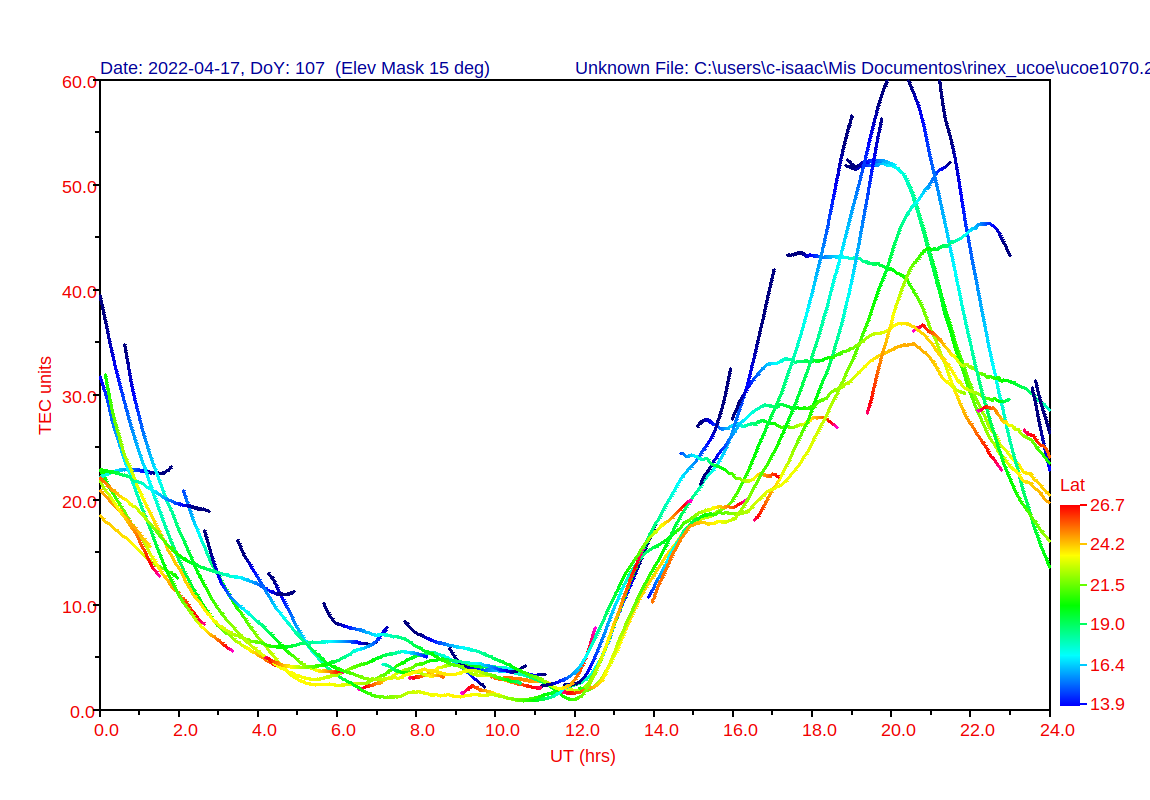 Date: 2022-04-17, DoY: 107  (Elev Mask 15 deg) Unknown File: C:\users\c-isaac\Mis Documentos\rinex_ucoe\ucoe1070.2
60.0
50.0
40.0
30.0
20.0
10.0
0.0
TEC units
0.0 2.0 4.0 6.0 8.0 10.0 12.0 14.0 16.0 18.0 20.0 22.0 24.0
UT (hrs)
Lat
26.7
24.2
21.5
19.0
16.4
13.9